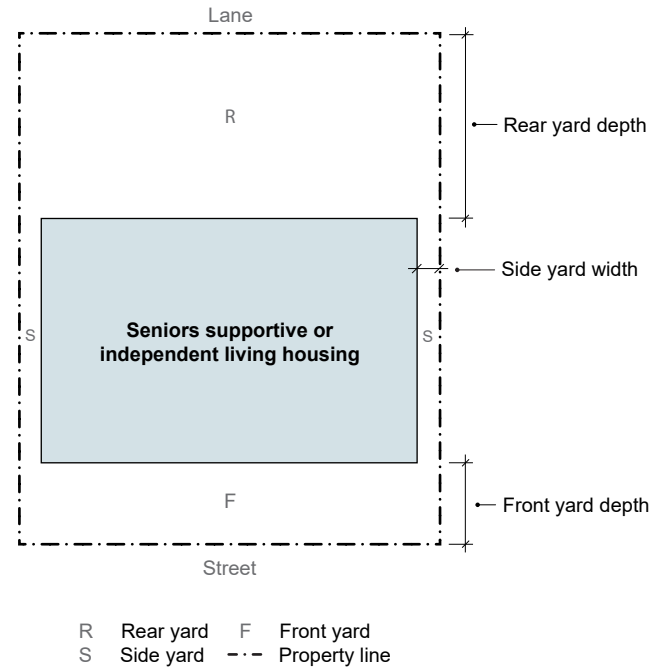 Lane
R
Rear yard depth
Side yard width
Seniors supportive or
independent living housing
S
S
F
Front yard depth
Street
R Rear yard F Front yard
S Side yard Property line